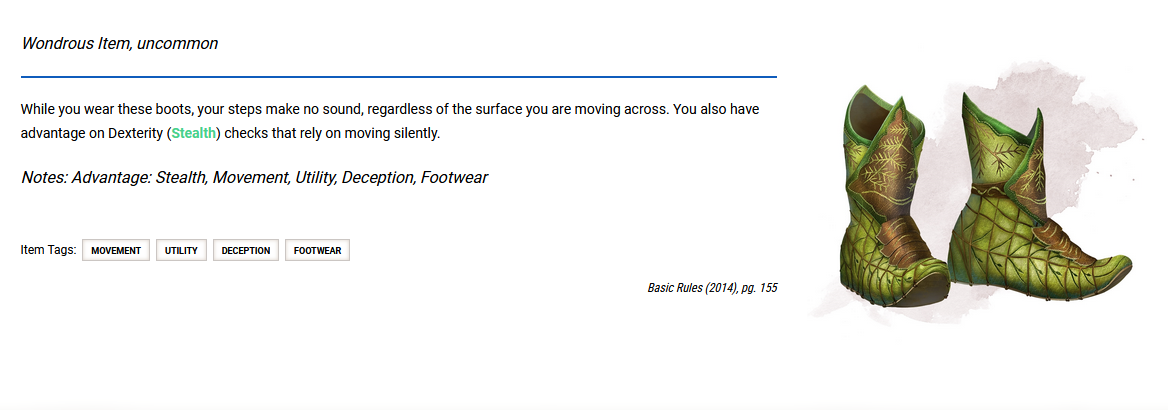 Wondrous Item, uncommon
While you wear these boots, your steps make no sound, regardless of the surface you are moving across. You also have
advantage on Dexterity (Stealth) checks that rely on moving silently.
Notes: Advantage: Stealth, Movement, Utility, Deception, Footwear
Item Tags: MOVEMENT UTILITY DECEPTION FOOTWEAR
Basic Rules (2014), pg. 155